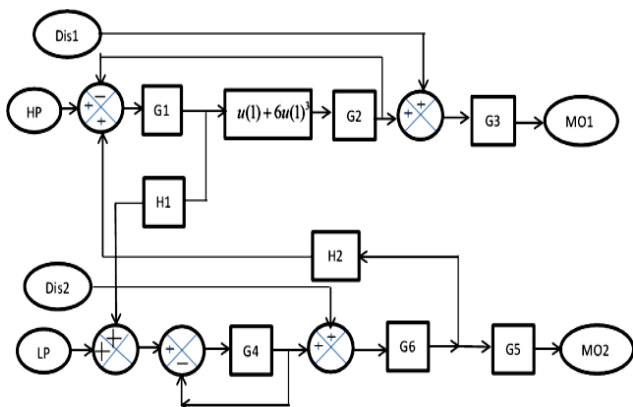 Dis1
−
HP
+
+
G1
u(1)+6u(1)³
G2
+
+
G3
MO1
H1
H2
Dis2
LP
+
+
+
−
G4
+
+
G6
G5
MO2